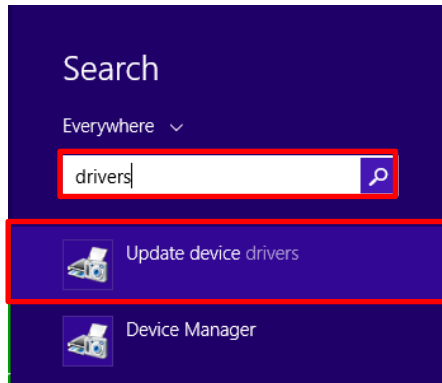 Search
Everywhere
drivers
Update device drivers
Device Manager